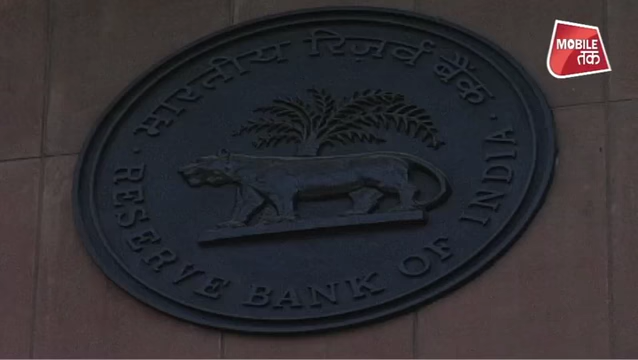 भारतीय रिज़र्व बैंक
RESERVE BANK OF INDIA
MOBILE
तक